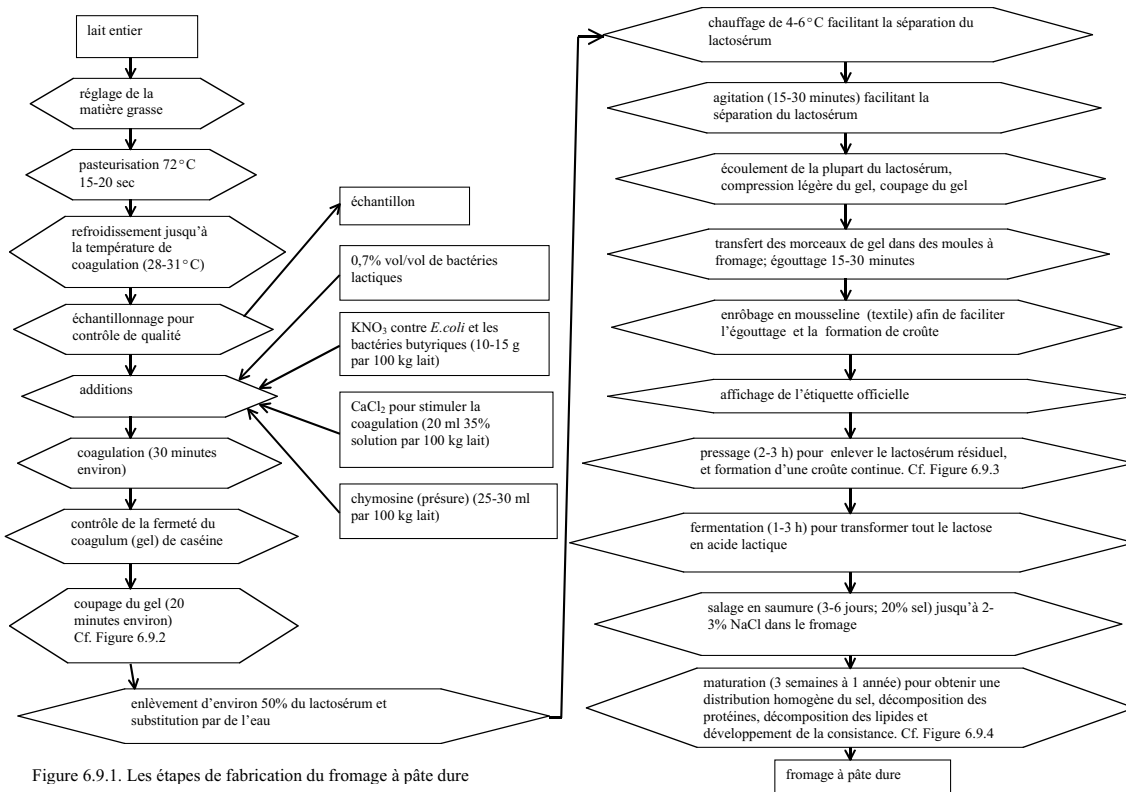 lait entier
réglage de la
matière grasse
pasteurisation 72°C
15-20 sec
refroidissement jusqu'à
la température de
coagulation (28-31°C)
échantillonnage pour
contrôle de qualité
échantillon
additions
0,7% vol/vol de bactéries
lactiques
KNO₃ contre E.coli et les
bactéries butyriques (10-15 g
par 100 kg lait)
CaCl₂ pour stimuler la
coagulation (20 ml 35%
solution par 100 kg lait)
chymosine (présure) (25-30 ml
par 100 kg lait)
coagulation (30 minutes
environ)
contrôle de la fermeté du
coagulum (gel) de caséine
coupage du gel (20
minutes environ)
Cf. Figure 6.9.2
enlèvement d'environ 50% du lactosérum et
substitution par de l'eau
chauffage de 4-6°C facilitant la séparation du
lactosérum
agitation (15-30 minutes) facilitant la
séparation du lactosérum
écoulement de la plupart du lactosérum,
compression légère du gel, coupage du gel
transfert des morceaux de gel dans des moules à
fromage; égouttage 15-30 minutes
enrôbage en mousseline (textile) afin de faciliter
l'égouttage et la formation de croûte
affichage de l'étiquette officielle
pressage (2-3 h) pour enlever le lactosérum résiduel,
et formation d'une croûte continue. Cf. Figure 6.9.3
fermentation (1-3 h) pour transformer tout le lactose
en acide lactique
salage en saumure (3-6 jours; 20% sel) jusqu'à 2-
3% NaCl dans le fromage
maturation (3 semaines à 1 année) pour obtenir une
distribution homogène du sel, décomposition des
protéines, décomposition des lipides et
développement de la consistance. Cf. Figure 6.9.4
fromage à pâte dure
Figure 6.9.1. Les étapes de fabrication du fromage à pâte dure